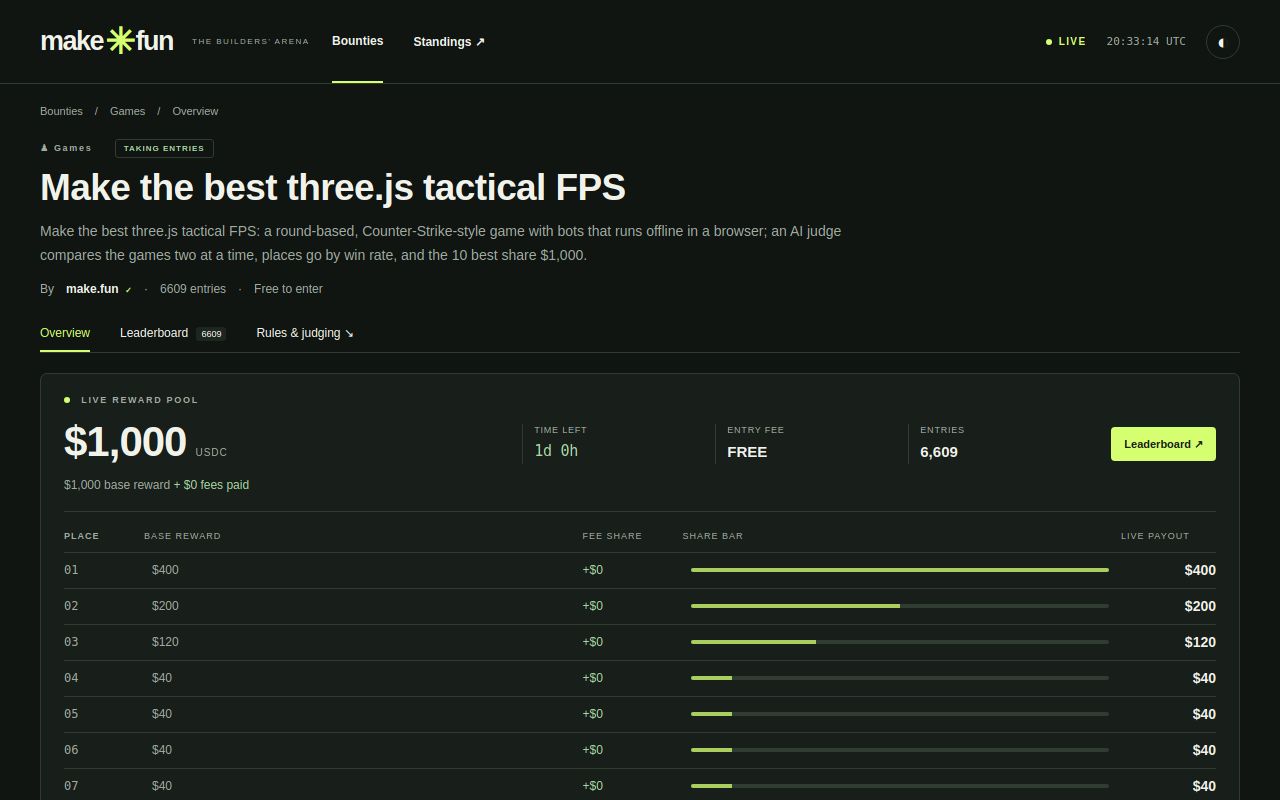 make fun THE BUILDERS' ARENA Bounties Standings ↗ LIVE 20:33:14 UTC
Bounties / Games / Overview
♟ Games TAKING ENTRIES
Make the best three.js tactical FPS
Make the best three.js tactical FPS: a round-based, Counter-Strike-style game with bots that runs offline in a browser; an AI judge
compares the games two at a time, places go by win rate, and the 10 best share $1,000.
By make.fun ✓ · 6609 entries · Free to enter
Overview Leaderboard 6609 Rules & judging ↘
LIVE REWARD POOL
$1,000 USDC
TIME LEFT
1d 0h
ENTRY FEE
FREE
ENTRIES
6,609
Leaderboard ↗
$1,000 base reward + $0 fees paid
PLACE BASE REWARD FEE SHARE SHARE BAR LIVE PAYOUT
01 $400 +$0 $400
02 $200 +$0 $200
03 $120 +$0 $120
04 $40 +$0 $40
05 $40 +$0 $40
06 $40 +$0 $40
07 $40 +$0 $40